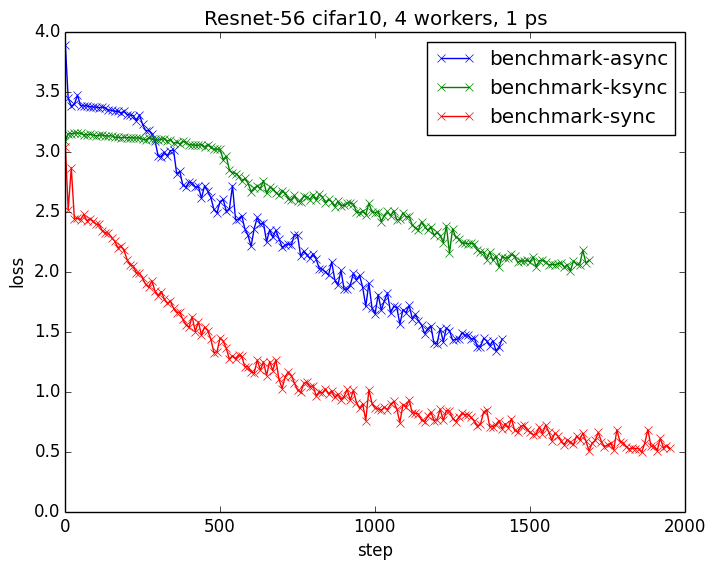 Resnet-56 cifar10, 4 workers, 1 ps
4.0
3.5
3.0
2.5
2.0
1.5
1.0
0.5
0.0
loss
benchmark-async
benchmark-ksync
benchmark-sync
0 500 1000 1500 2000
step